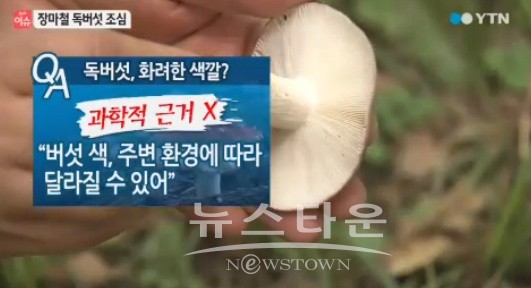 이슈
장마철 독버섯 조심
YTN
QA
독버섯, 화려한 색깔?
과학적 근거 X
“버섯 색, 주변 환경에 따라
달라질 수 있어”
뉴스타운
NEWSTOWN